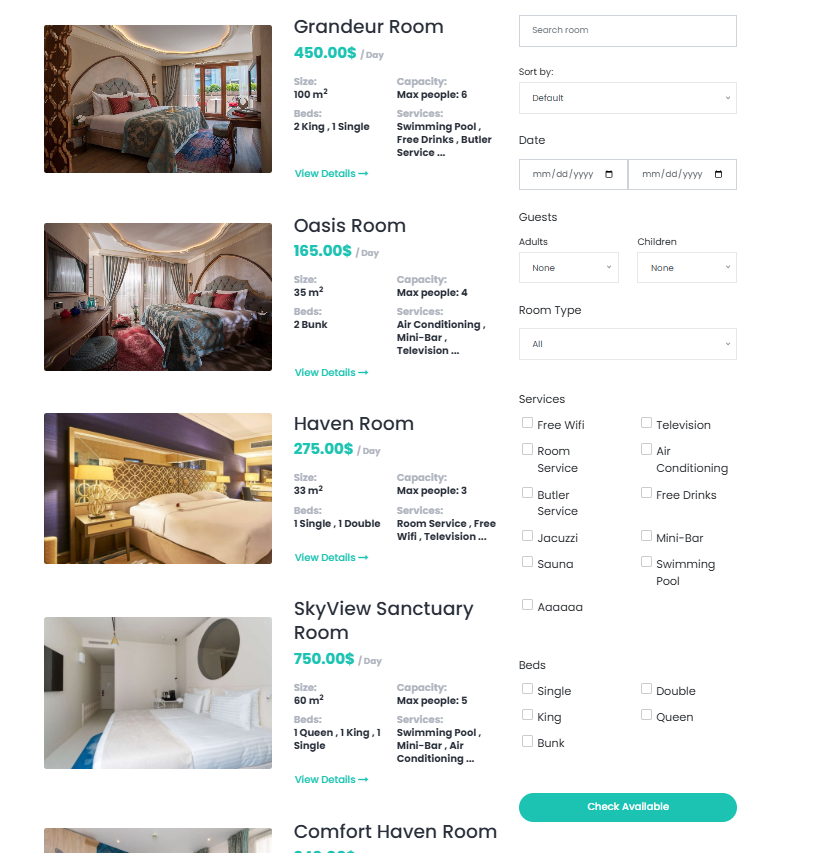 Grandeur Room
450.00$ / Day
Size:
100 m²
Capacity:
Max people: 6
Beds:
2 King , 1 Single
Services:
Swimming Pool ,
Free Drinks , Butler
Service ...
View Details →
Oasis Room
165.00$ / Day
Size:
35 m²
Capacity:
Max people: 4
Beds:
2 Bunk
Services:
Air Conditioning ,
Mini-Bar ,
Television ...
View Details →
Haven Room
275.00$ / Day
Size:
33 m²
Capacity:
Max people: 3
Beds:
1 Single , 1 Double
Services:
Room Service , Free
Wifi , Television ...
View Details →
SkyView Sanctuary
Room
750.00$ / Day
Size:
60 m²
Capacity:
Max people: 5
Beds:
1 Queen , 1 King , 1
Single
Services:
Swimming Pool ,
Mini-Bar , Air
Conditioning ...
View Details →
Comfort Haven Room
Search room
Sort by:
Default
Date
mm/dd/yyyy
mm/dd/yyyy
Guests
Adults
Children
None
None
Room Type
All
Services
Free Wifi
Television
Room
Service
Air
Conditioning
Butler
Service
Free Drinks
Jacuzzi
Mini-Bar
Sauna
Swimming
Pool
Aaaaaa
Beds
Single
Double
King
Queen
Bunk
Check Available